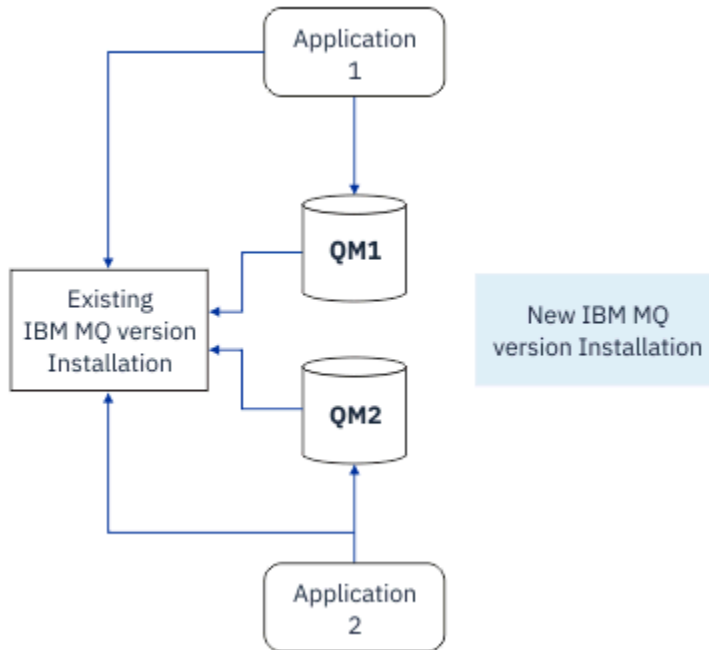 Application
1
QM1
Existing
IBM MQ version
Installation
New IBM MQ
version Installation
QM2
Application
2